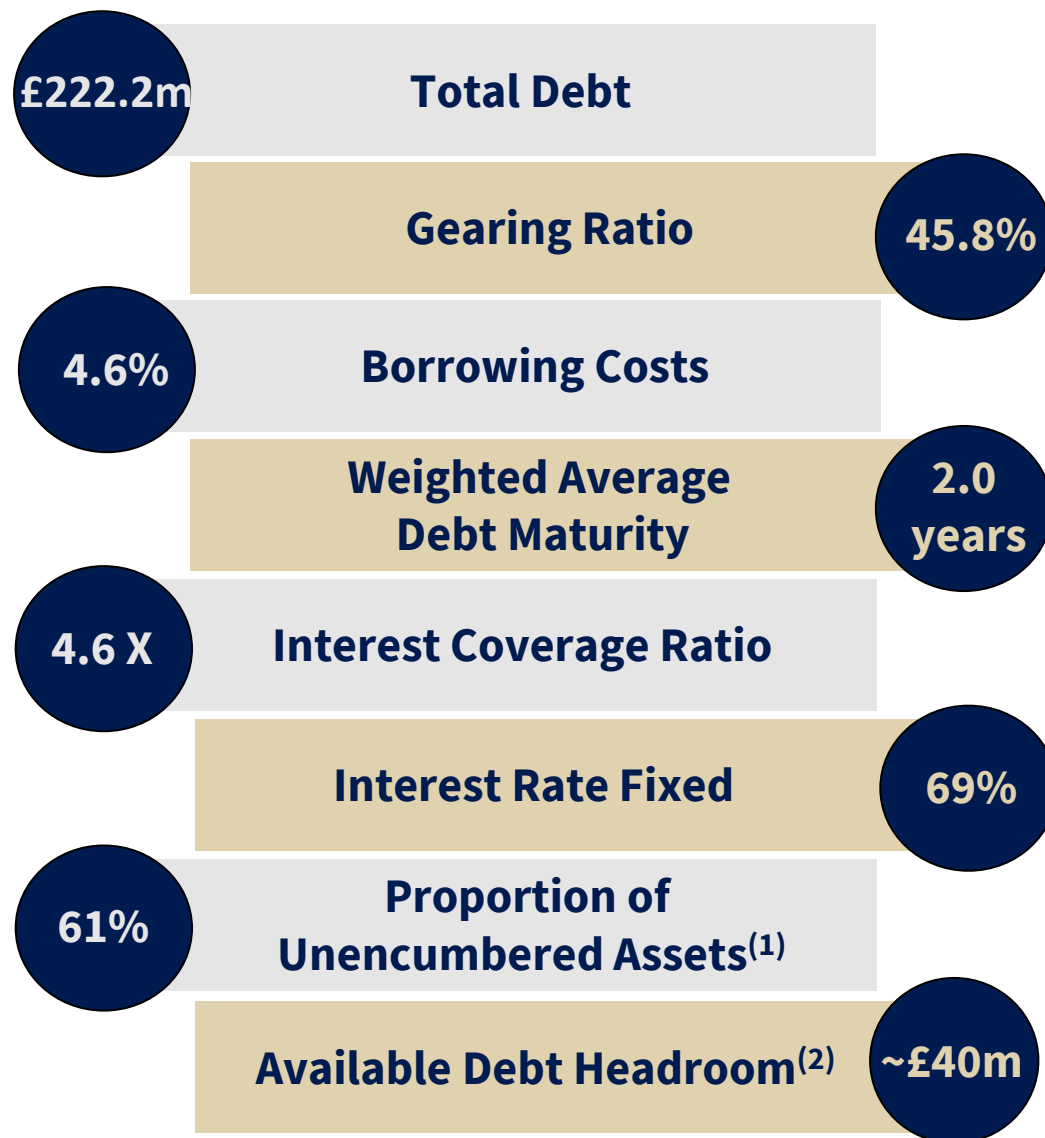 £222.2m
Total Debt
Gearing Ratio
45.8%
4.6%
Borrowing Costs
Weighted Average
Debt Maturity
2.0
years
4.6 X
Interest Coverage Ratio
Interest Rate Fixed
69%
61%
Proportion of
Unencumbered Assets(1)
Available Debt Headroom(2)
~£40m